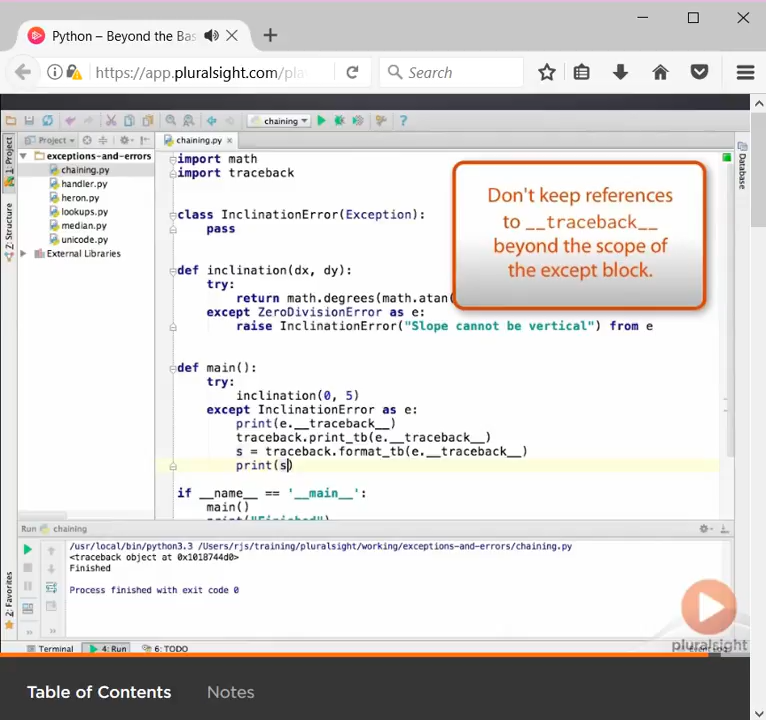 Python – Beyond the Bas
https://app.pluralsight.com/pla
Search
chaining
Project
chaining.py
1: Project
Z: Structure
2: Favorites
Database
exceptions-and-errors
chaining.py
handler.py
heron.py
lookups.py
median.py
unicode.py
External Libraries
import math
import traceback
class InclinationError(Exception):
pass
def inclination(dx, dy):
try:
return math.degrees(math.atan(
except ZeroDivisionError as e:
raise InclinationError("Slope cannot be vertical") from e
def main():
try:
inclination(0, 5)
except InclinationError as e:
print(e.__traceback__)
traceback.print_tb(e.__traceback__)
s = traceback.format_tb(e.__traceback__)
print(s)
if __name__ == '__main__':
main()
print("Finished")
Don't keep references
to __traceback__
beyond the scope of
the except block.
Run chaining
/usr/local/bin/python3.3 /Users/rjs/training/pluralsight/working/exceptions-and-errors/chaining.py
<traceback object at 0x1018744d0>
Finished
Process finished with exit code 0
pluralsight
Terminal
4: Run
6: TODO
Table of Contents
Notes